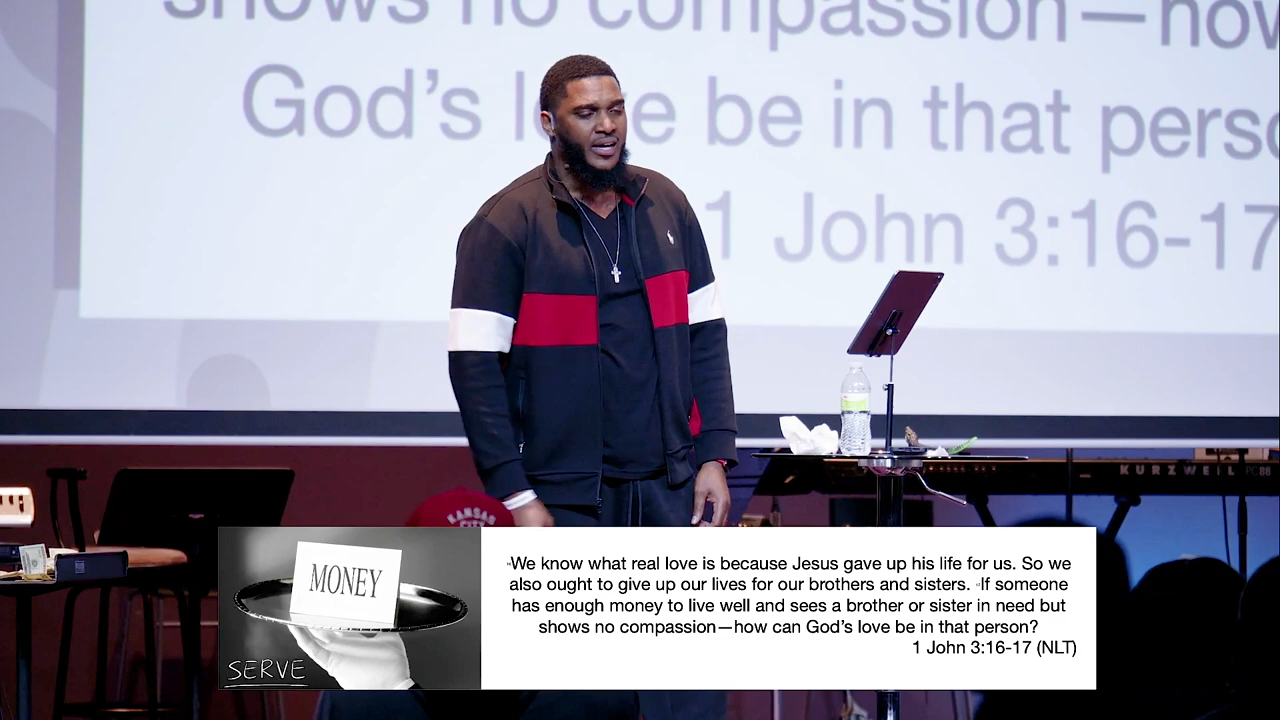 shows no compassion—how
God's l e be in that perso
1 John 3:16-17
KURZWEIL PC88
KANSAS
CITY
MONEY
SERVE
We know what real love is because Jesus gave up his life for us. So we
also ought to give up our lives for our brothers and sisters. If someone
has enough money to live well and sees a brother or sister in need but
shows no compassion—how can God's love be in that person?
1 John 3:16-17 (NLT)